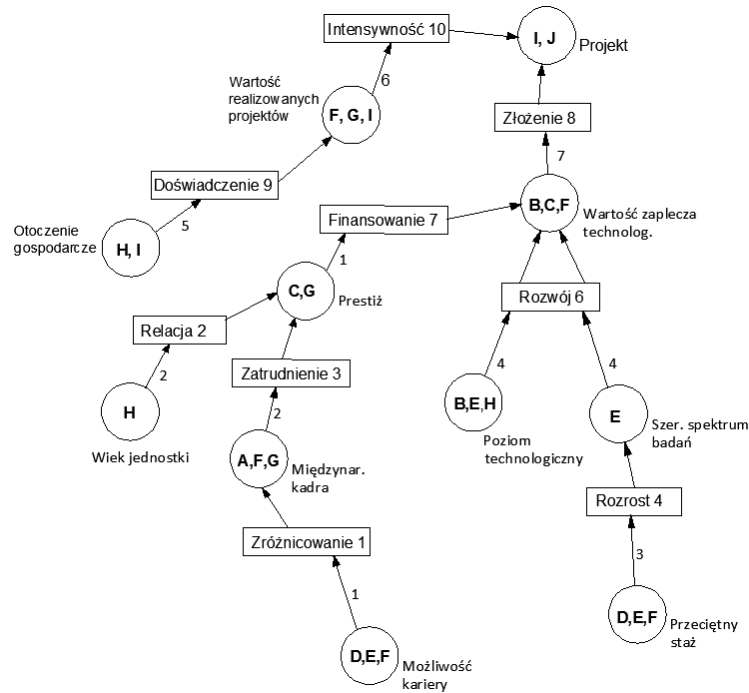 Intensywność 10
I, J
Projekt
6
Wartość
realizowanych
projektów
F, G, I
Złożenie 8
7
Doświadczenie 9
5
Otoczenie
gospodarcze
H, I
Finansowanie 7
B,C,F
Wartość zaplecza
technolog.
1
C,G
Prestiż
Rozwój 6
Relacja 2
2
Zatrudnienie 3
4
4
H
Wiek jednostki
2
B,E,H
Poziom
technologiczny
E
Szer. spektrum
badań
A,F,G
Międzynar.
kadra
Rozrost 4
Zróżnicowanie 1
3
1
D,E,F
Przeciętny
staż
D,E,F
Możliwość
kariery